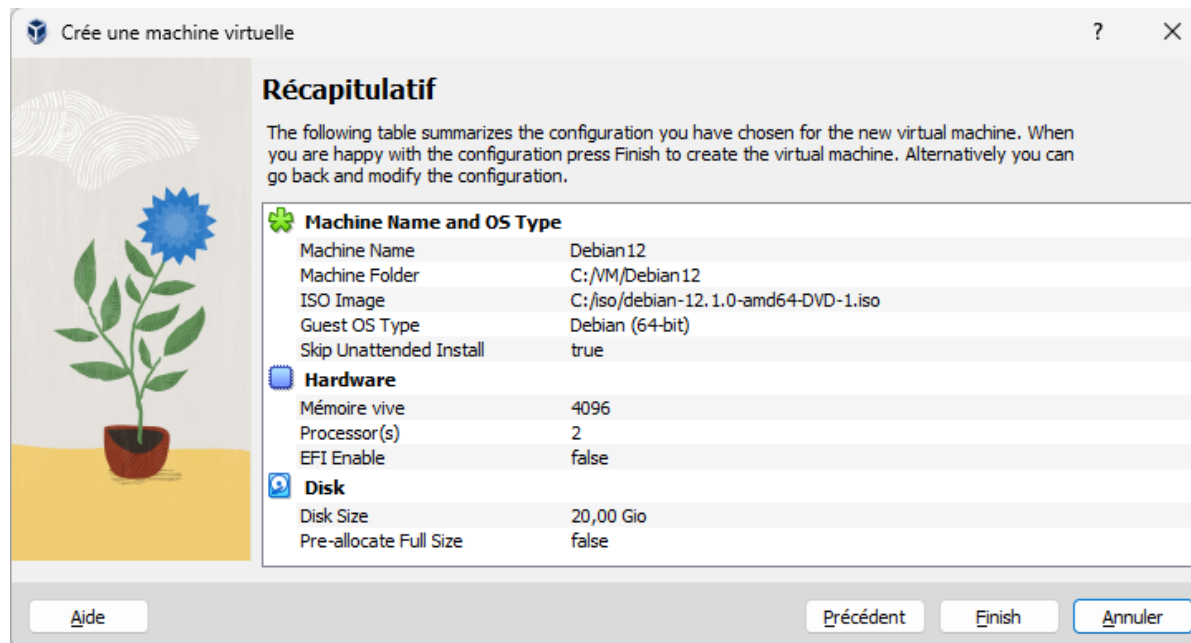 Crée une machine virtuelle ?
Récapitulatif
The following table summarizes the configuration you have chosen for the new virtual machine. When
you are happy with the configuration press Finish to create the virtual machine. Alternatively you can
go back and modify the configuration.
Machine Name and OS Type
Machine Name Debian12
Machine Folder C:/VM/Debian12
ISO Image C:/iso/debian-12.1.0-amd64-DVD-1.iso
Guest OS Type Debian (64-bit)
Skip Unattended Install true
Hardware
Mémoire vive 4096
Processor(s) 2
EFI Enable false
Disk
Disk Size 20,00 Gio
Pre-allocate Full Size false
Aide Précédent Finish Annuler